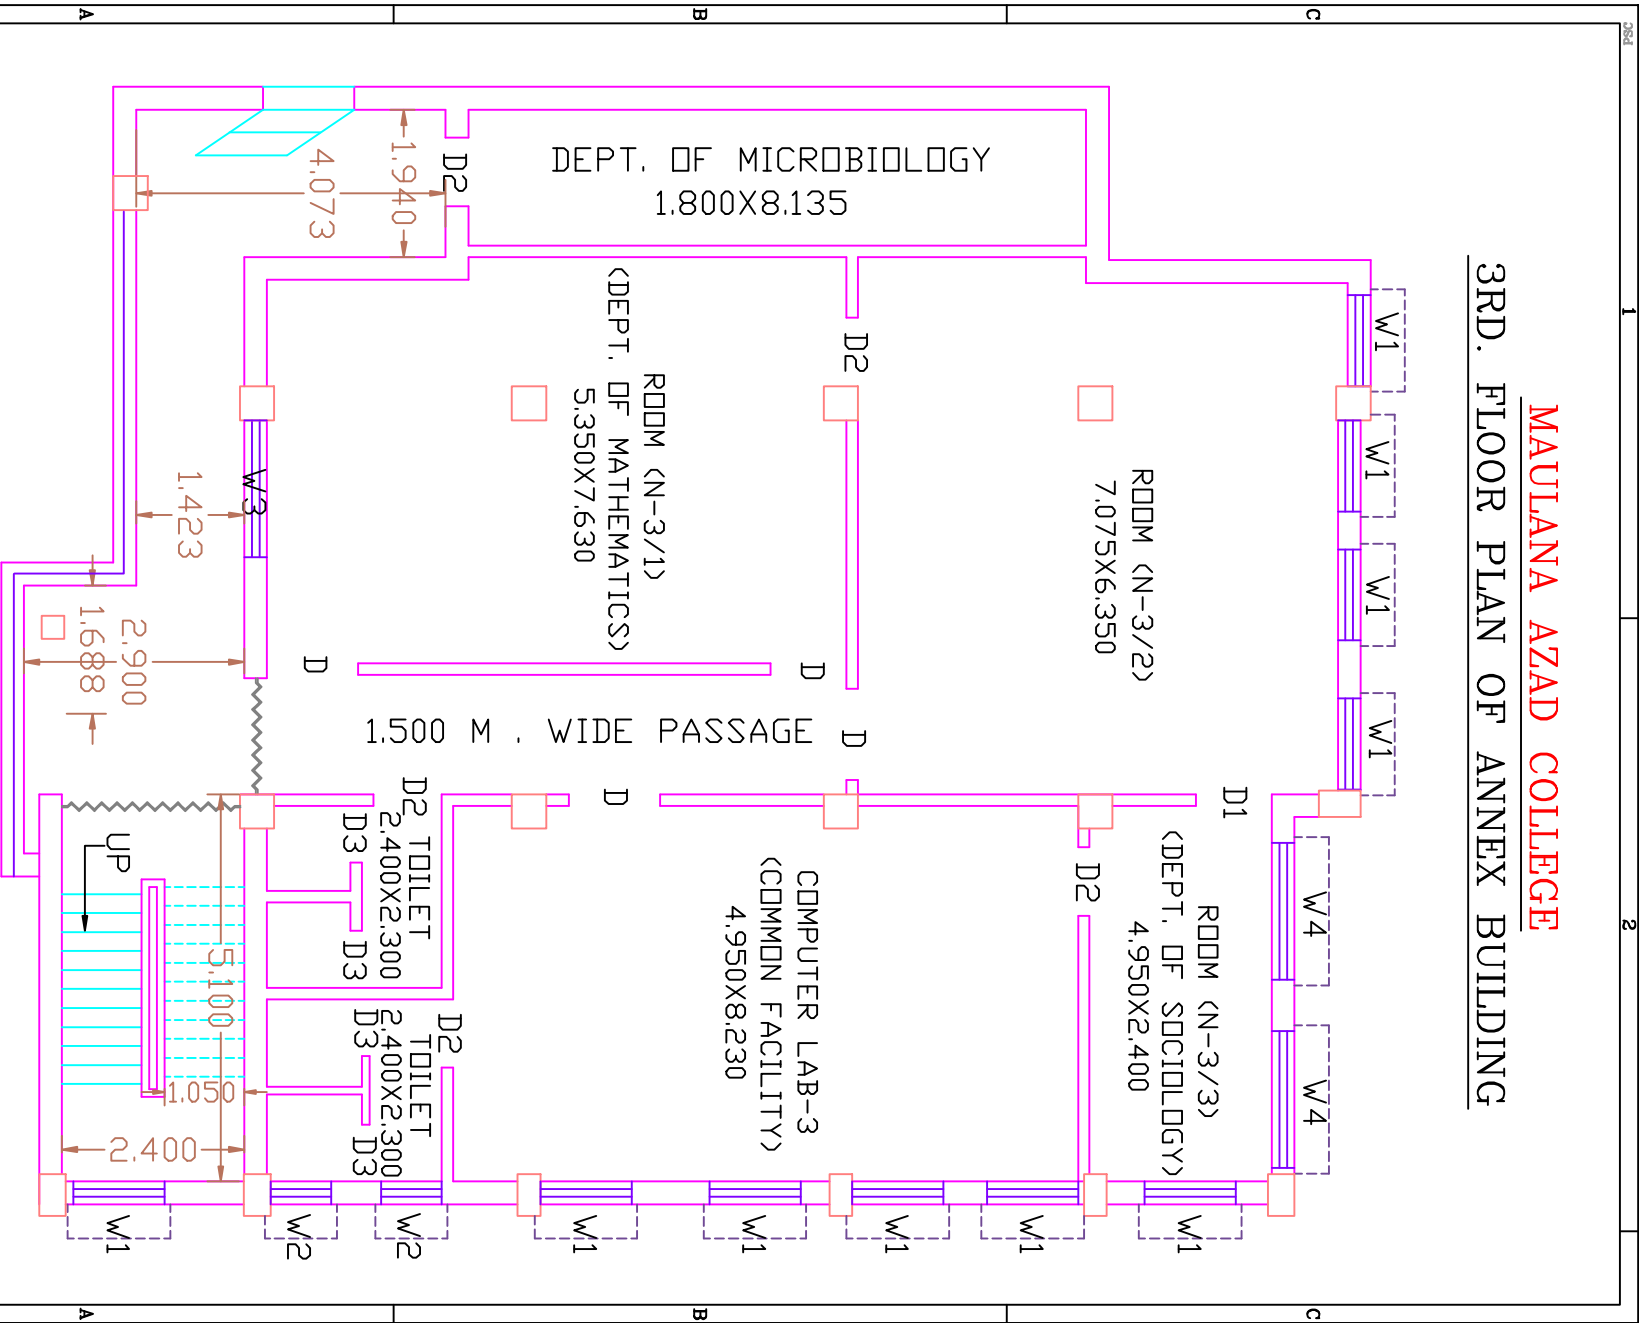 PSC
A
B
C
1
2
MAULANA AZAD COLLEGE
3RD. FLOOR PLAN OF ANNEX BUILDING
W1
W1
W1
W1
W4
W4
DEPT. OF MICROBIOLOGY
1.800X8.135
D2
1.940
4.073
ROOM (N-3/2)
7.075X6.350
D2
ROOM (N-3/1)
(DEPT. OF MATHEMATICS)
5.350X7.630
W3
1.423
2.900
1.688
D
D
1.500 M . WIDE PASSAGE
D
D
D1
D2
ROOM (N-3/3)
(DEPT. OF SOCIOLOGY)
4.950X2.400
D2
COMPUTER LAB-3
(COMMON FACILITY)
4.950X8.230
TOILET
2.400X2.300
D3
D3
D2
TOILET
2.400X2.300
D3
D3
UP
5.100
1.050
2.400
W1
W2
W2
W1
W1
W1
W1
W1
A
B
C